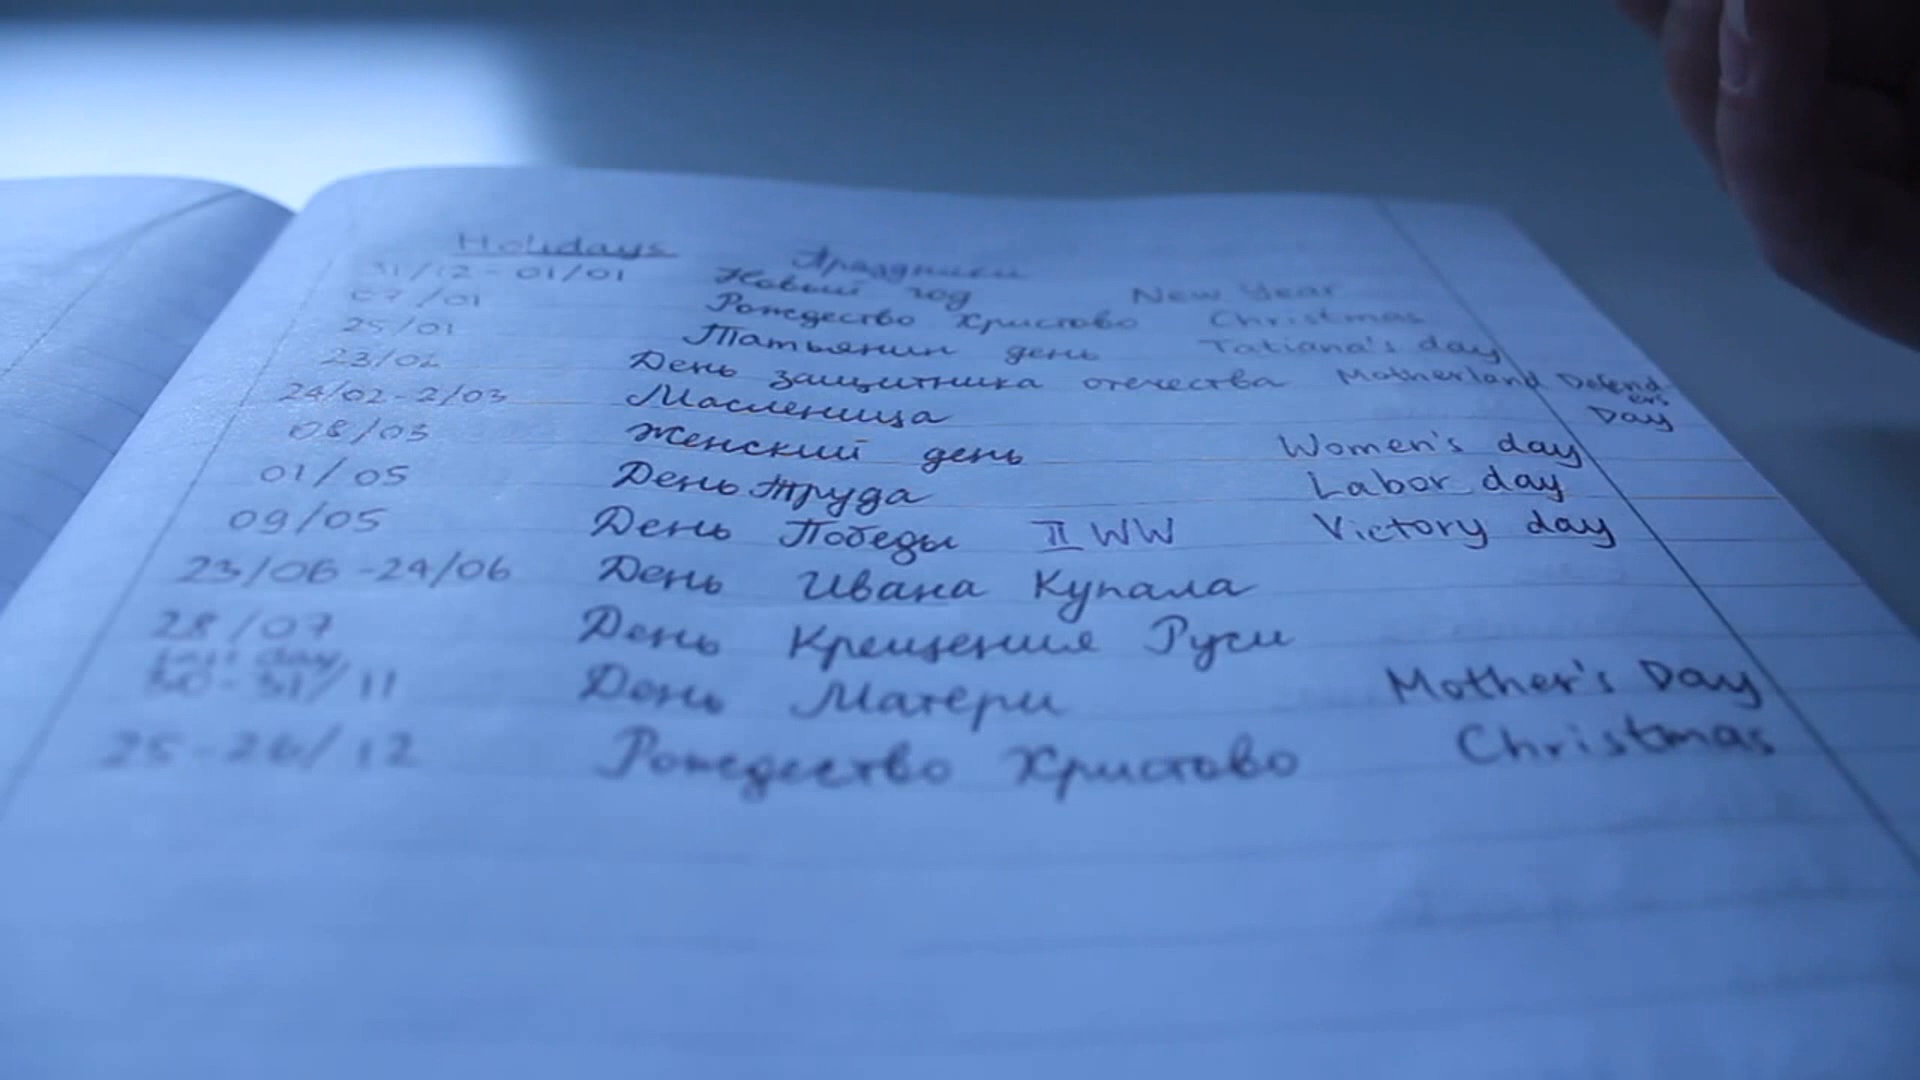 Holidays Праздники
31/12 - 01/01 Новый год New Year
07/01 Рождество Христово Christmas
25/01 Татьянин день Tatiana's day
23/02 День защитника отечества Motherland Defenders Day
24/02 - 2/03 Масленица
08/03 Женский день Women's day
01/05 День труда Labor day
09/05 День Победы II WW Victory day
23/06 - 24/06 День Ивана Купала
28/07 День Крещения Руси
day
30 - 31/11 День Матери Mother's Day
25 - 26/12 Рождество Христово Christmas